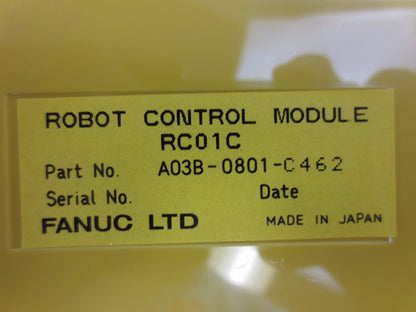 ROBOT CONTROL MODULE
RC01C
Part No. A03B-0801-C462
Serial No. Date
FANUC LTD MADE IN JAPAN